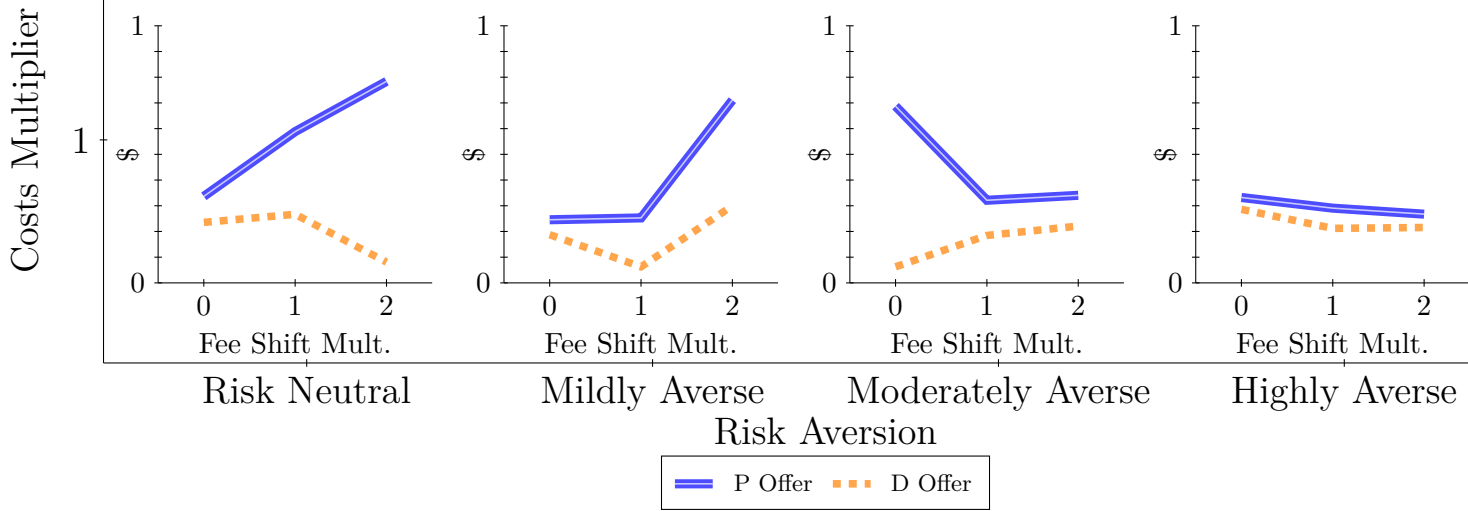 Costs Multiplier
1
1
$
0
0 1 2
Fee Shift Mult.
1
$
0
0 1 2
Fee Shift Mult.
1
$
0
0 1 2
Fee Shift Mult.
1
$
0
0 1 2
Fee Shift Mult.
Risk Neutral
Mildly Averse
Moderately Averse
Highly Averse
Risk Aversion
P Offer
D Offer